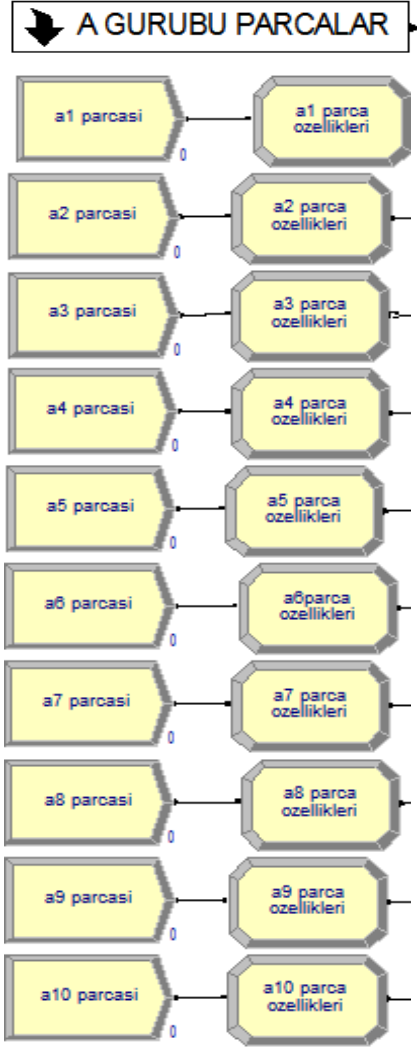 A GURUBU PARCALAR
a1 parcasi
0
a1 parca
ozellikleri
a2 parcasi
0
a2 parca
ozellikleri
a3 parcasi
0
a3 parca
ozellikleri
a4 parcasi
0
a4 parca
ozellikleri
a5 parcasi
0
a5 parca
ozellikleri
a6 parcasi
0
a6parca
ozellikleri
a7 parcasi
0
a7 parca
ozellikleri
a8 parcasi
0
a8 parca
ozellikleri
a9 parcasi
0
a9 parca
ozellikleri
a10 parcasi
0
a10 parca
ozellikleri